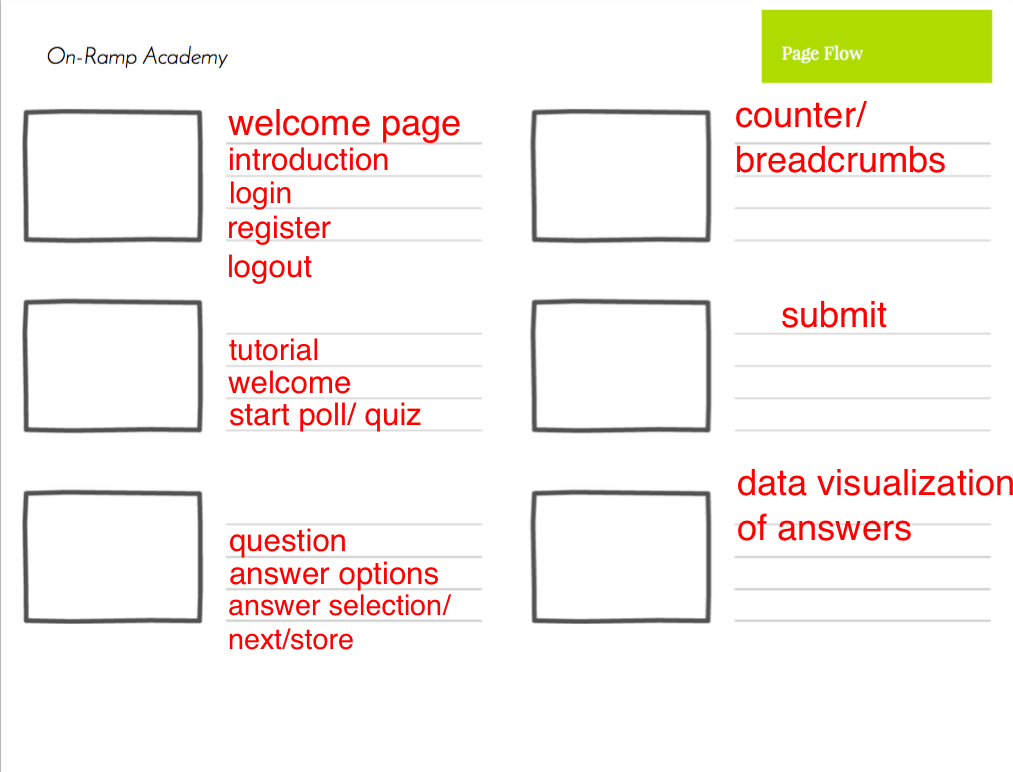 On-Ramp Academy
Page Flow
welcome page
introduction
login
register
logout
tutorial
welcome
start poll/ quiz
question
answer options
answer selection/
next/store
counter/
breadcrumbs
submit
data visualization
of answers